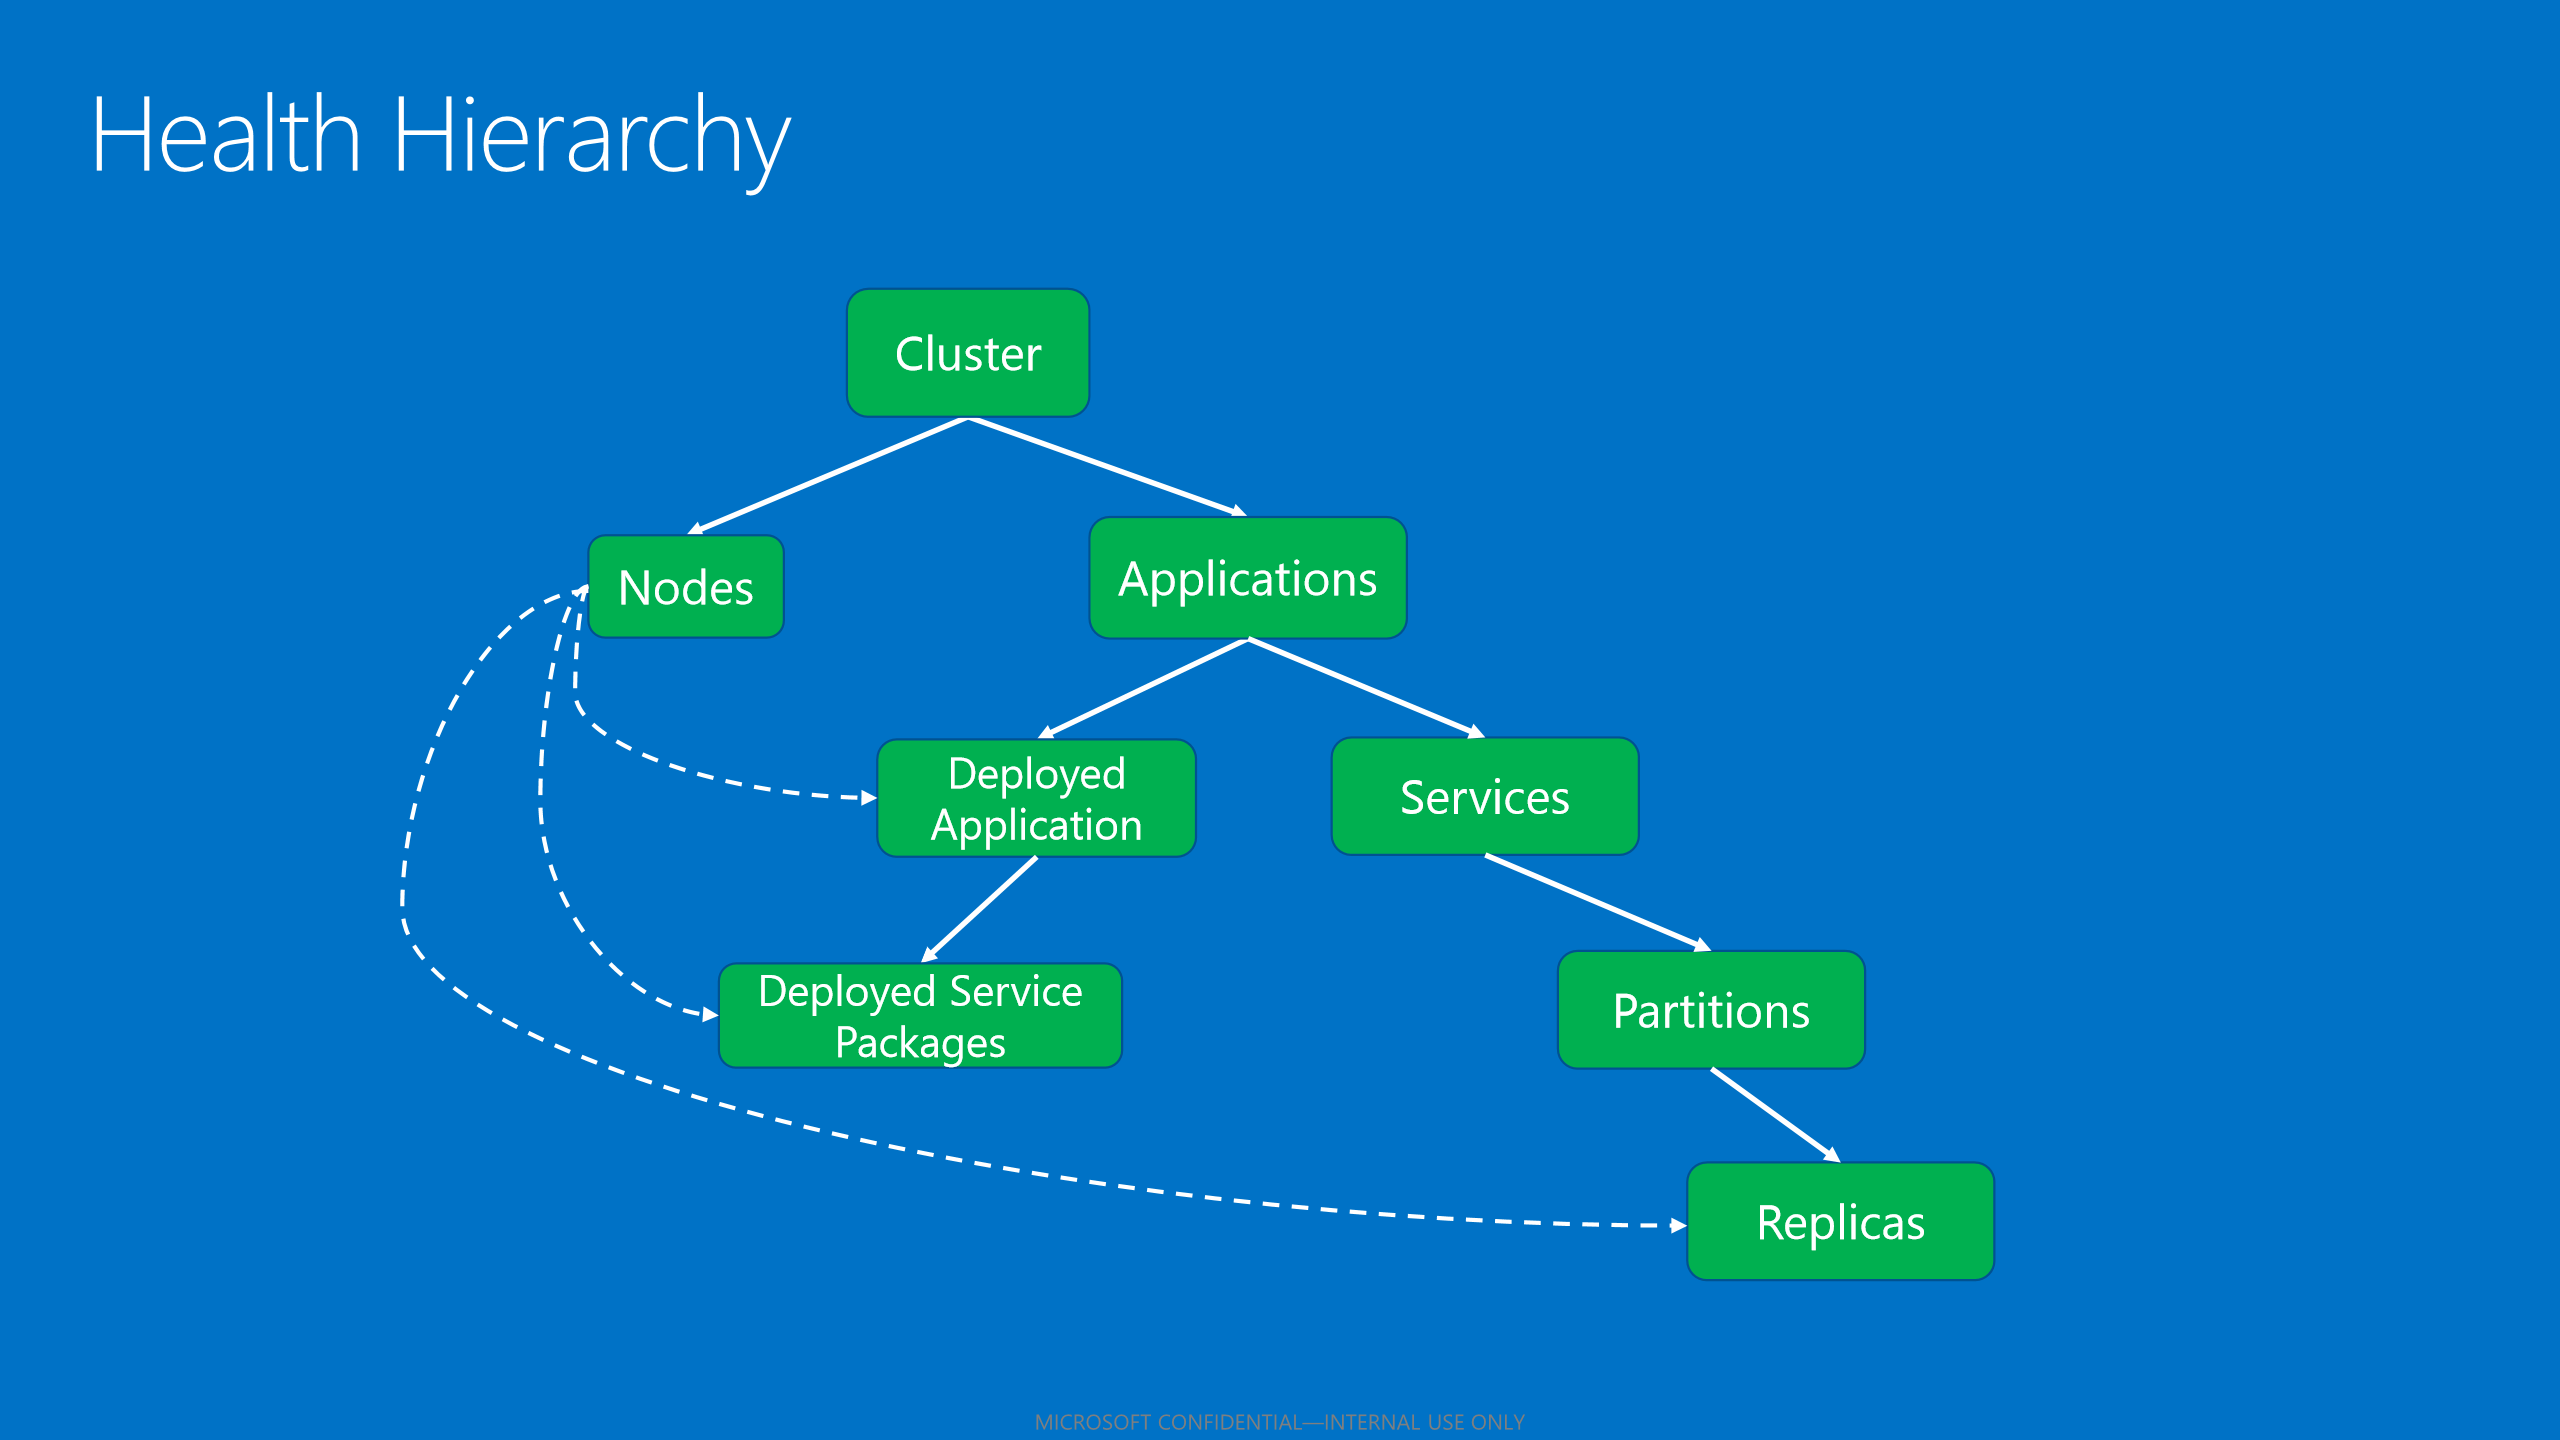 Health Hierarchy
Cluster
Nodes
Applications
Deployed
Application
Services
Deployed Service
Packages
Partitions
Replicas
MICROSOFT CONFIDENTIAL—INTERNAL USE ONLY